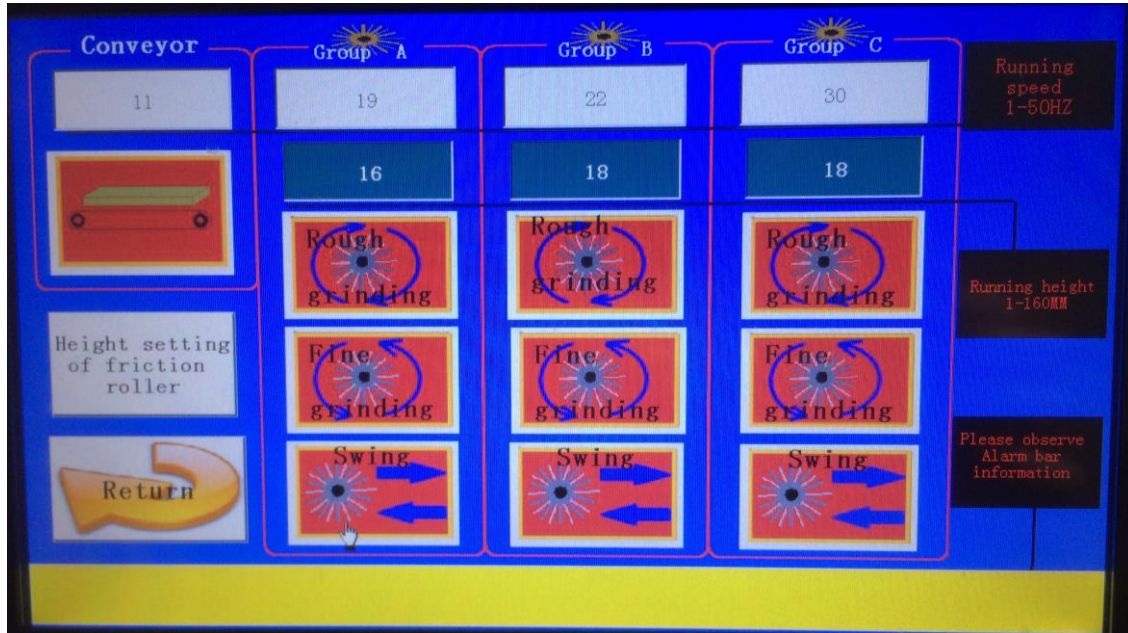 Conveyor
Group A
Group B
Group C
11
19
22
30
Running
speed
1-50HZ
16
18
18
Rough
grinding
Rough
grinding
Rough
grinding
Running height
1-160MM
Height setting
of friction
roller
Fine
grinding
Fine
grinding
Fine
grinding
Return
Swing
Swing
Swing
Please observe
Alarm bar
information